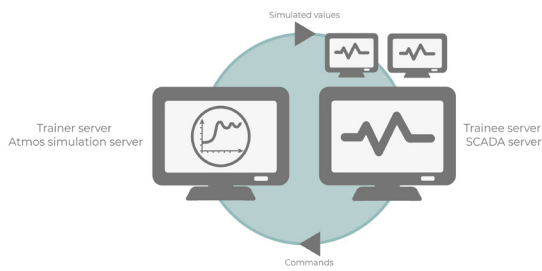 Simulated values
Trainer server
Atmos simulation server
Trainee server
SCADA server
Commands